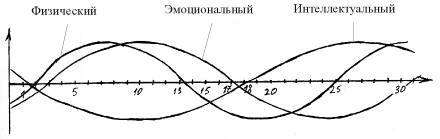 Физический Эмоциональный Интеллектуальный
1 5 10 13 15 17 18 20 25 30